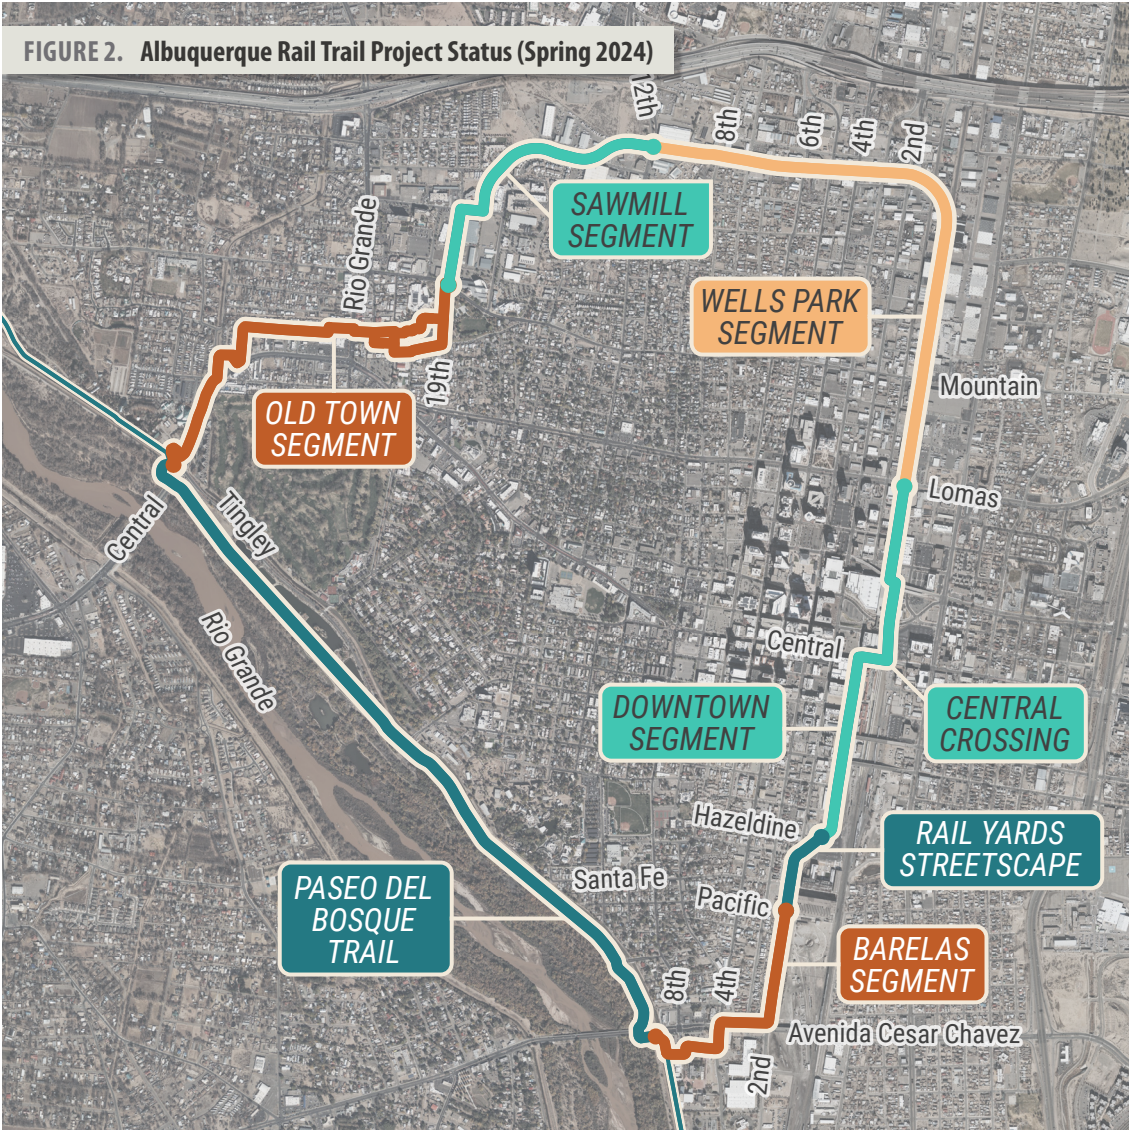 FIGURE 2. Albuquerque Rail Trail Project Status (Spring 2024)
12th
8th
6th
4th
2nd
SAWMILL
SEGMENT
Rio Grande
WELLS PARK
SEGMENT
19th
Mountain
OLD TOWN
SEGMENT
Lomas
Central
Tingley
Rio Grande
Central
DOWNTOWN
SEGMENT
CENTRAL
CROSSING
Hazeldine
RAIL YARDS
STREETSCAPE
Santa Fe
PASEO DEL
BOSQUE
TRAIL
Pacific
BARELAS
SEGMENT
8th
4th
Avenida Cesar Chavez
2nd